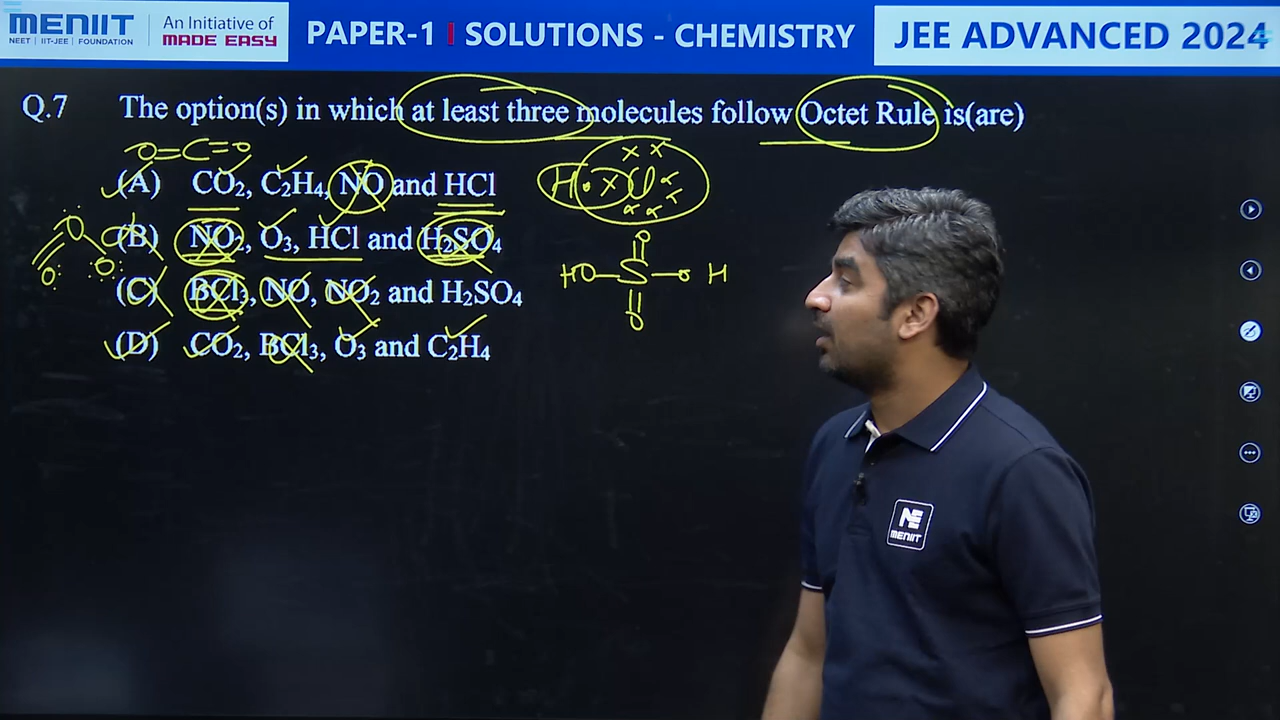 MENIIT
NEET | IIT-JEE | FOUNDATION
An Initiative of
MADE EASY
PAPER-1 | SOLUTIONS - CHEMISTRY
JEE ADVANCED 2024
Q.7 The option(s) in which at least three molecules follow Octet Rule is(are)
O=C=O
(A) CO₂, C₂H₄, NO and HCl
H Cl
(B) NO₂, O₃, HCl and H₂SO₄
O O O
O
HO-S-O H
O
(C) BCl₃, NO, NO₂ and H₂SO₄
(D) CO₂, BCl₃, O₃ and C₂H₄
NE
MENIIT